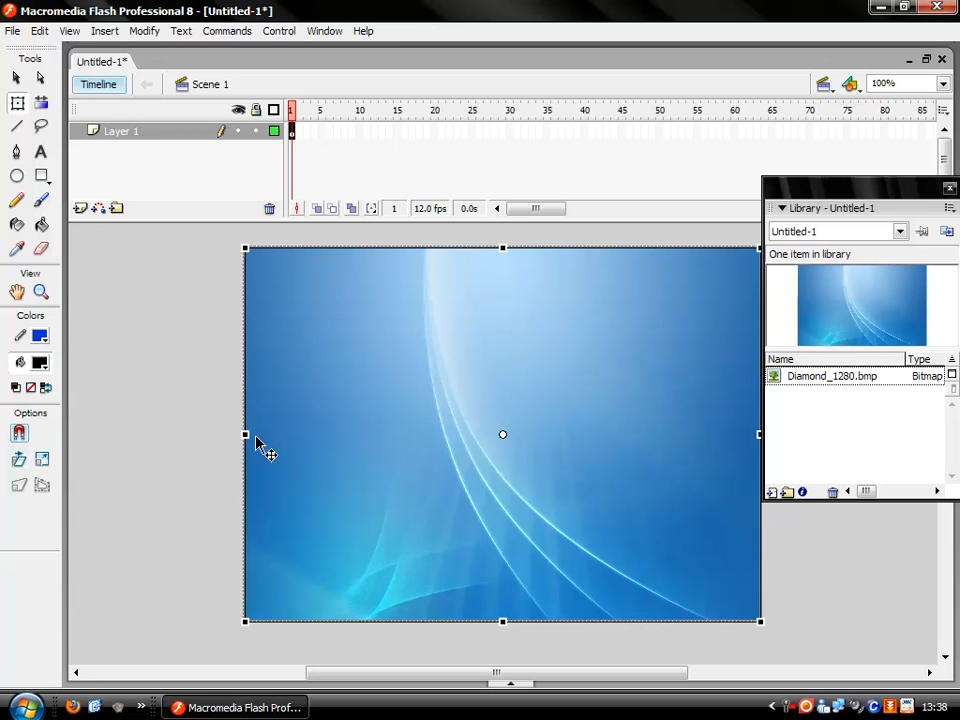 Macromedia Flash Professional 8 - [Untitled-1*]
File Edit View Insert Modify Text Commands Control Window Help
Tools
Untitled-1*
Timeline
Scene 1
100%
1 5 10 15 20 25 30 35 40 45 50 55 60 65 70 75 80 85
Layer 1
1 12.0 fps 0.0s
Library - Untitled-1
Untitled-1
One item in library
Name Type
Diamond_1280.bmp Bitmap
View
Colors
Options
Macromedia Flash Prof...
13:38